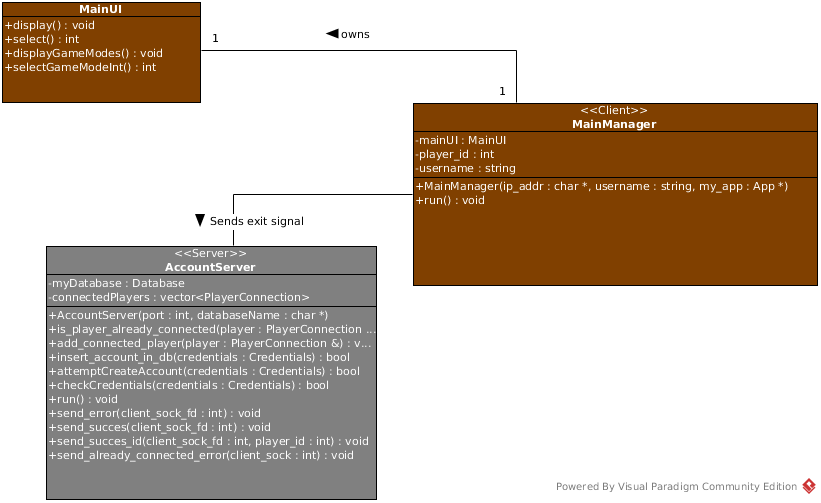 MainUI
+display() : void
+select() : int
+displayGameModes() : void
+selectGameModeInt() : int
1
owns
1
<<Client>>
MainManager
-mainUI : MainUI
-player_id : int
-username : string
+MainManager(ip_addr : char *, username : string, my_app : App *)
+run() : void
Sends exit signal
<<Server>>
AccountServer
-myDatabase : Database
-connectedPlayers : vector<PlayerConnection>
+AccountServer(port : int, databaseName : char *)
+is_player_already_connected(player : PlayerConnection ...
+add_connected_player(player : PlayerConnection &) : v...
+insert_account_in_db(credentials : Credentials) : bool
+attemptCreateAccount(credentials : Credentials) : bool
+checkCredentials(credentials : Credentials) : bool
+run() : void
+send_error(client_sock_fd : int) : void
+send_succes(client_sock_fd : int) : void
+send_succes_id(client_sock_fd : int, player_id : int) : void
+send_already_connected_error(client_sock : int) : void
Powered By Visual Paradigm Community Edition